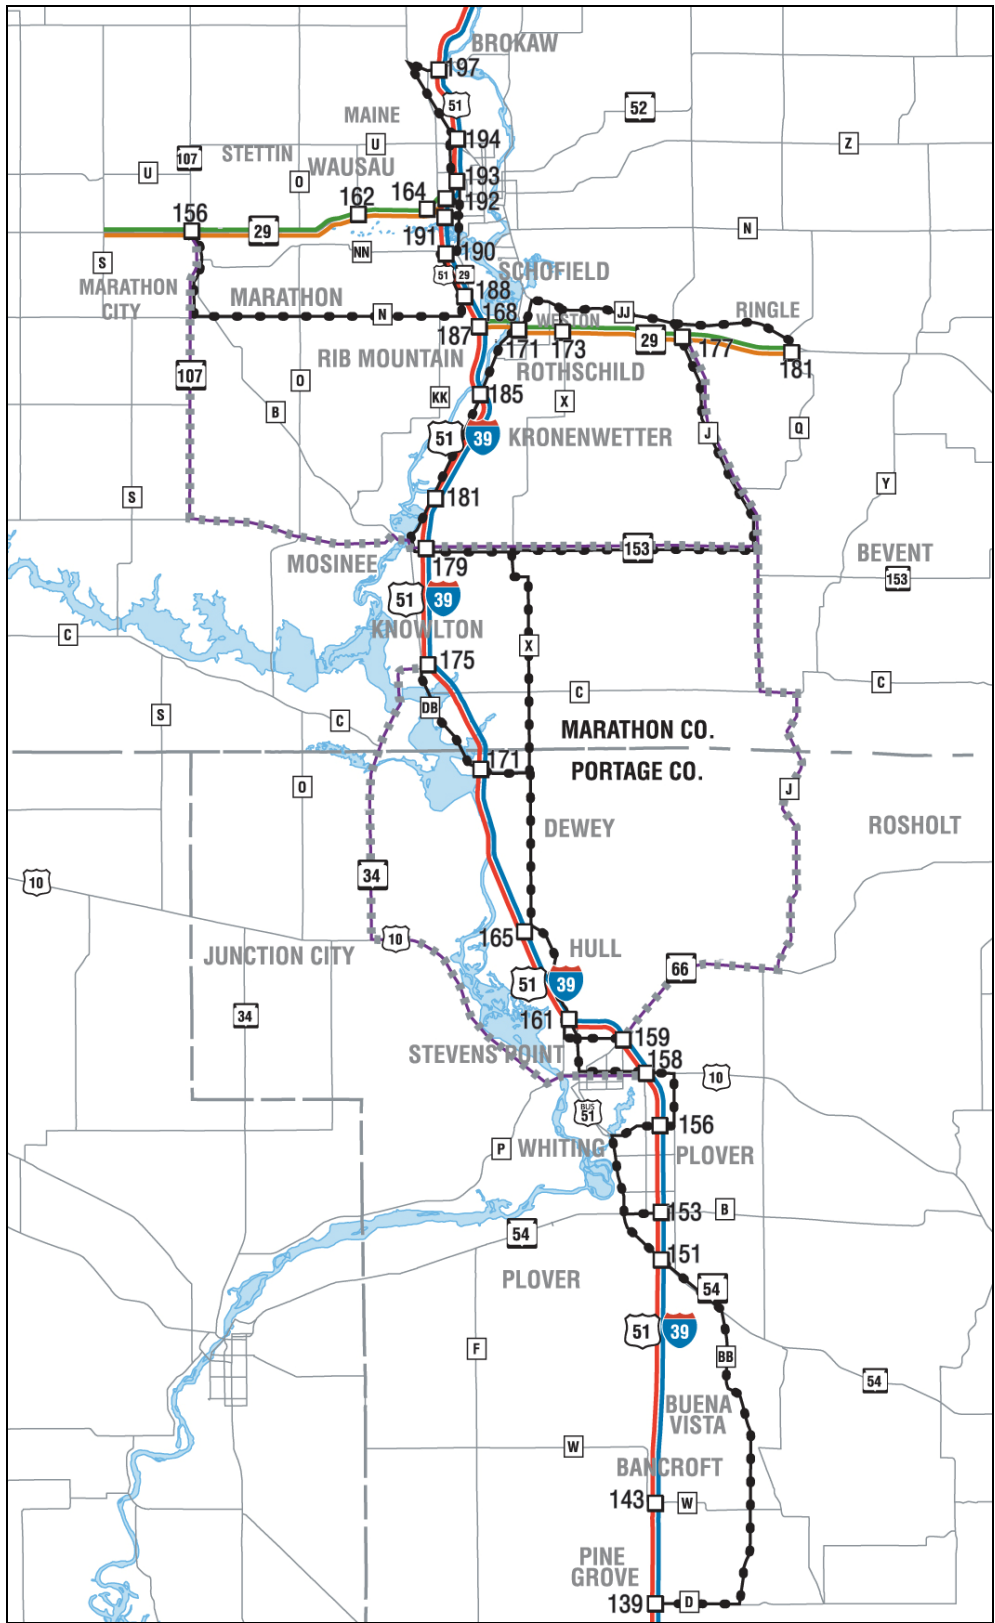 BROKAW
197
51
52
MAINE
U
194
Z
107
STETTIN
U
O
WAUSAU
193
162
164
192
156
29
191
N
NN
190
S
51
29
SCHOFIELD
MARATHON
CITY
MARATHON
188
N
168
JJ
RINGLE
WESTON
187
171
173
29
177
RIB MOUNTAIN
181
ROTHSCHILD
107
O
185
KK
X
B
J
Q
51
39
KRONENWETTER
S
181
Y
153
BEVENT
MOSINEE
179
153
51
39
KNOWLTON
C
X
175
C
C
S
C
DB
MARATHON CO.
171
PORTAGE CO.
O
J
DEWEY
ROSHOLT
34
10
165
10
HULL
JUNCTION CITY
66
51
39
34
161
159
STEVENS POINT
158
10
BUS
51
156
P
WHITING
PLOVER
153
B
54
151
PLOVER
54
51
39
F
BB
54
BUENA
VISTA
W
BANCROFT
143
W
PINE
GROVE
139
D